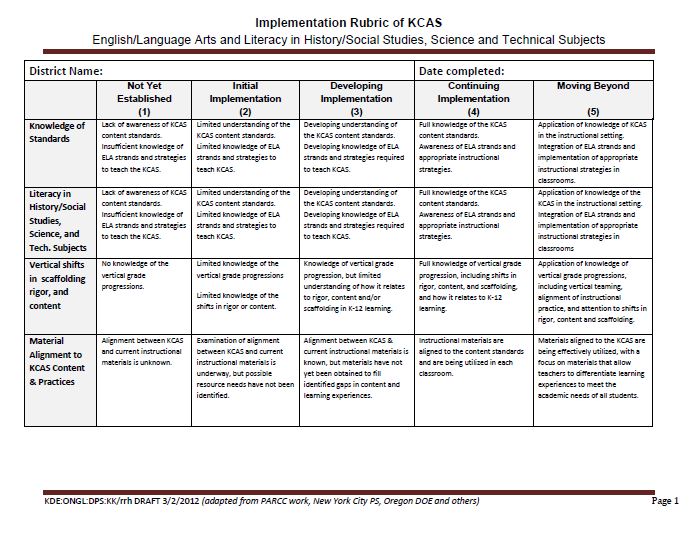 Implementation Rubric of KCAS
English/Language Arts and Literacy in History/Social Studies, Science and Technical Subjects
District Name:
Date completed:
Not Yet
Established
(1)
Initial
Implementation
(2)
Developing
Implementation
(3)
Continuing
Implementation
(4)
Moving Beyond
(5)
Knowledge of
Standards
Lack of awareness of KCAS
content standards.
Insufficient knowledge of
ELA strands and strategies
to teach the KCAS.
Limited understanding of the
KCAS content standards.
Limited knowledge of ELA
strands and strategies to
teach KCAS.
Developing understanding of
the KCAS content standards.
Developing knowledge of ELA
strands and strategies required
to teach KCAS.
Full knowledge of the KCAS
content standards.
Awareness of ELA strands and
appropriate instructional
strategies.
Application of knowledge of KCAS
in the instructional setting.
Integration of ELA strands and
implementation of appropriate
instructional strategies in
classrooms.
Literacy in
History/Social
Studies,
Science, and
Tech. Subjects
Lack of awareness of KCAS
content standards.
Insufficient knowledge of
ELA strands and strategies
to teach the KCAS.
Limited understanding of the
KCAS content standards.
Limited knowledge of ELA
strands and strategies to
teach KCAS.
Developing understanding of
the KCAS content standards.
Developing knowledge of ELA
strands and strategies required
to teach KCAS.
Full knowledge of the KCAS
content standards.
Awareness of ELA strands and
appropriate instructional
strategies.
Application of knowledge of the
KCAS in the instructional setting.
Integration of ELA strands and
implementation of appropriate
instructional strategies in
classrooms
Vertical shifts
in scaffolding
rigor, and
content
No knowledge of the
vertical grade
progressions.
Limited knowledge of the
vertical grade progressions
Limited knowledge of the
shifts in rigor or content.
Knowledge of vertical grade
progression, but limited
understanding of how it relates
to rigor, content and/or
scaffolding in K-12 learning.
Full knowledge of vertical grade
progression, including shifts in
rigor, content, and scaffolding,
and how it relates to K-12
learning.
Application of knowledge of
vertical grade progressions,
including vertical teaming,
alignment of instructional
practice, and attention to shifts in
rigor, content and scaffolding.
Material
Alignment to
KCAS Content
& Practices
Alignment between KCAS
and current instructional
materials is unknown.
Examination of alignment
between KCAS and current
instructional materials is
underway, but possible
resource needs have not been
identified.
Alignment between KCAS &
current instructional materials is
known, but materials have not
yet been obtained to fill
identified gaps in content and
learning experiences.
Instructional materials are
aligned to the content standards
and are being utilized in each
classroom.
Materials aligned to the KCAS are
being effectively utilized, with a
focus on materials that allow
teachers to differentiate learning
experiences to meet the
academic needs of all students.
KDE:ONGL:DPS:KK/rrh DRAFT 3/2/2012 (adapted from PARCC work, New York City PS, Oregon DOE and others)
Page 1